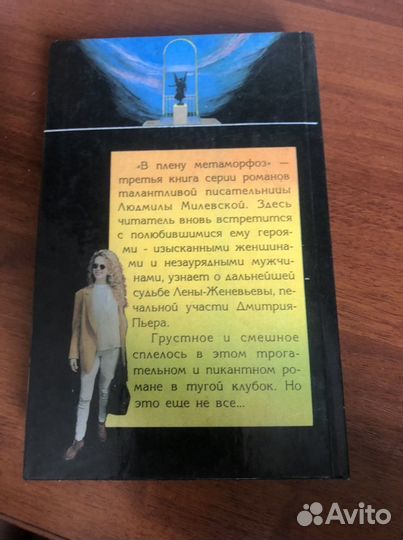 «В плену метаморфоз» —
третья книга серии романов
талантливой писательницы
Людмилы Милевской. Здесь
читатель вновь встретится
с полюбившимися ему героя-
ми - изысканными женщина-
ми и незаурядными мужчи-
нами, узнает о дальнейшей
судьбе Лены-Женевьевы, пе-
чальной участи Дмитрия-
Пьера.
Грустное и смешное
сплелось в этом трога-
тельном и пикантном ро-
мане в тугой клубок. Но
это еще не все...
Avito